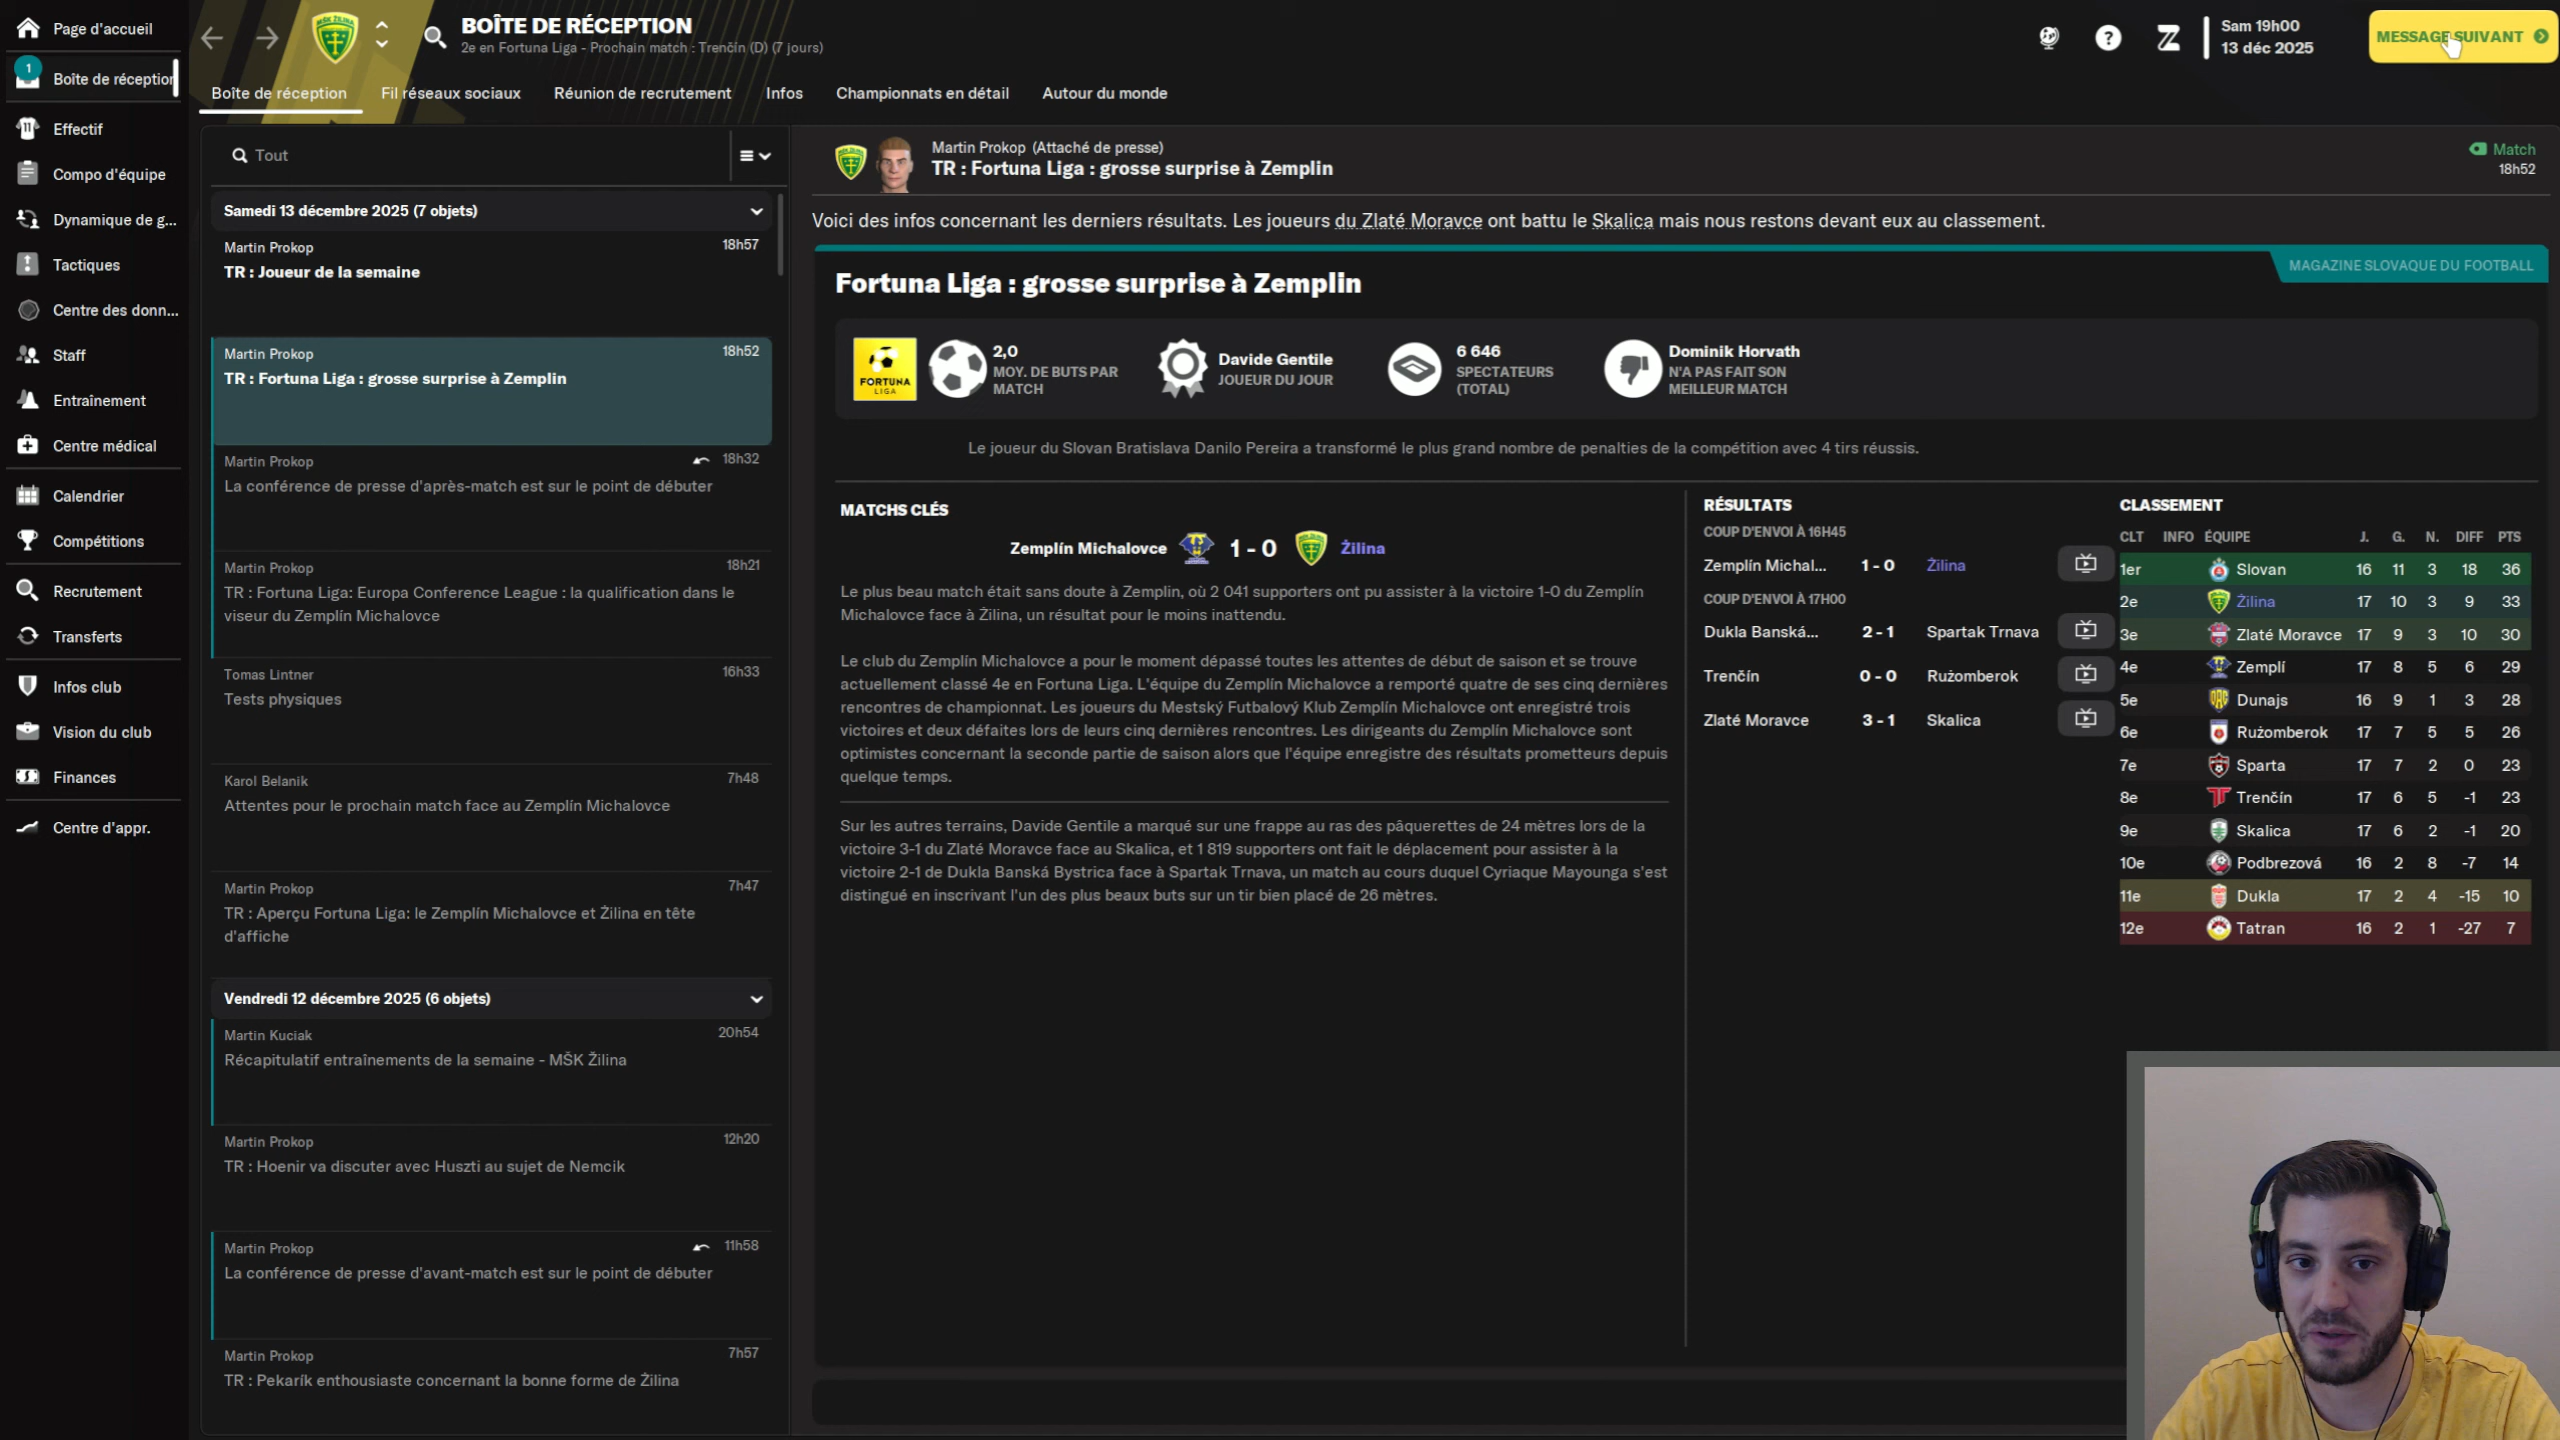 Page d'accueil
1
Boîte de réception
Effectif
Compo d'équipe
Dynamique de g...
Tactiques
Centre des donn...
Staff
Entraînement
Centre médical
Calendrier
Compétitions
Recrutement
Transferts
Infos club
Vision du club
Finances
Centre d'appr.
MŠK ŽILINA
BOÎTE DE RÉCEPTION
2e en Fortuna Liga - Prochain match : Trenčín (D) (7 jours)
Sam 19h00
13 déc 2025
MESSAGE SUIVANT
Boîte de réception
Fil réseaux sociaux
Réunion de recrutement
Infos
Championnats en détail
Autour du monde
Tout
Samedi 13 décembre 2025 (7 objets)
Martin Prokop 18h57
TR : Joueur de la semaine
Martin Prokop 18h52
TR : Fortuna Liga : grosse surprise à Zemplin
Martin Prokop 18h32
La conférence de presse d'après-match est sur le point de débuter
Martin Prokop 18h21
TR : Fortuna Liga: Europa Conference League : la qualification dans le
viseur du Zemplín Michalovce
Tomas Lintner 16h33
Tests physiques
Karol Belanik 7h48
Attentes pour le prochain match face au Zemplín Michalovce
Martin Prokop 7h47
TR : Aperçu Fortuna Liga: le Zemplín Michalovce et Žilina en tête
d'affiche
Vendredi 12 décembre 2025 (6 objets)
Martin Kuciak 20h54
Récapitulatif entraînements de la semaine - MŠK Žilina
Martin Prokop 12h20
TR : Hoenir va discuter avec Huszti au sujet de Nemcik
Martin Prokop 11h58
La conférence de presse d'avant-match est sur le point de débuter
Martin Prokop 7h57
TR : Pekarík enthousiaste concernant la bonne forme de Žilina
Martin Prokop (Attaché de presse)
TR : Fortuna Liga : grosse surprise à Zemplin
Match
18h52
Voici des infos concernant les derniers résultats. Les joueurs du Zlaté Moravce ont battu le Skalica mais nous restons devant eux au classement.
MAGAZINE SLOVAQUE DU FOOTBALL
Fortuna Liga : grosse surprise à Zemplin
FORTUNA
LIGA
2,0
MOY. DE BUTS PAR
MATCH
Davide Gentile
JOUEUR DU JOUR
6 646
SPECTATEURS
(TOTAL)
Dominik Horvath
N'A PAS FAIT SON
MEILLEUR MATCH
Le joueur du Slovan Bratislava Danilo Pereira a transformé le plus grand nombre de penalties de la compétition avec 4 tirs réussis.
MATCHS CLÉS
Zemplín Michalovce 1 - 0 Žilina
Le plus beau match était sans doute à Zemplin, où 2 041 supporters ont pu assister à la victoire 1-0 du Zemplín
Michalovce face à Žilina, un résultat pour le moins inattendu.
Le club du Zemplín Michalovce a pour le moment dépassé toutes les attentes de début de saison et se trouve
actuellement classé 4e en Fortuna Liga. L'équipe du Zemplín Michalovce a remporté quatre de ses cinq dernières
rencontres de championnat. Les joueurs du Mestský Futbalový Klub Zemplín Michalovce ont enregistré trois
victoires et deux défaites lors de leurs cinq dernières rencontres. Les dirigeants du Zemplín Michalovce sont
optimistes concernant la seconde partie de saison alors que l'équipe enregistre des résultats prometteurs depuis
quelque temps.
Sur les autres terrains, Davide Gentile a marqué sur une frappe au ras des pâquerettes de 24 mètres lors de la
victoire 3-1 du Zlaté Moravce face au Skalica, et 1 819 supporters ont fait le déplacement pour assister à la
victoire 2-1 de Dukla Banská Bystrica face à Spartak Trnava, un match au cours duquel Cyriaque Mayounga s'est
distingué en inscrivant l'un des plus beaux buts sur un tir bien placé de 26 mètres.
RÉSULTATS
COUP D'ENVOI À 16H45
Zemplín Michal... 1 - 0 Žilina
COUP D'ENVOI À 17H00
Dukla Banská... 2 - 1 Spartak Trnava
Trenčín 0 - 0 Ružomberok
Zlaté Moravce 3 - 1 Skalica
CLASSEMENT
CLT INFO ÉQUIPE J. G. N. DIFF PTS
1er Slovan 16 11 3 18 36
2e Žilina 17 10 3 9 33
3e Zlaté Moravce 17 9 3 10 30
4e Zemplí 17 8 5 6 29
5e Dunajs 16 9 1 3 28
6e Ružomberok 17 7 5 5 26
7e Sparta 17 7 2 0 23
8e Trenčín 17 6 5 -1 23
9e Skalica 17 6 2 -1 20
10e Podbrezová 16 2 8 -7 14
11e Dukla 17 2 4 -15 10
12e Tatran 16 2 1 -27 7